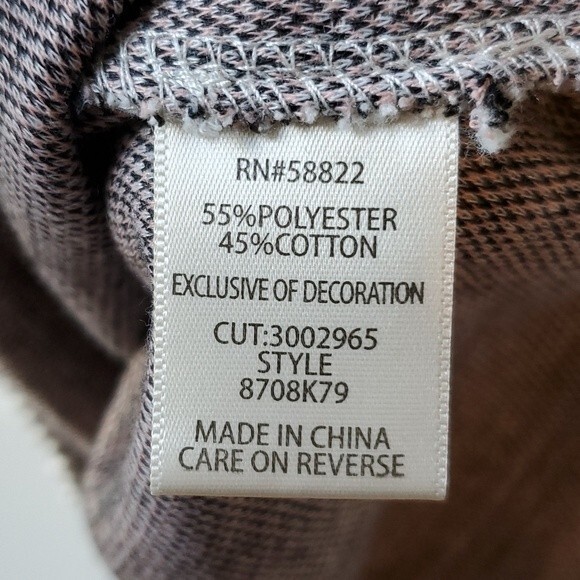 RN#58822
55%POLYESTER
45%COTTON
EXCLUSIVE OF DECORATION
CUT:3002965
STYLE
8708K79
MADE IN CHINA
CARE ON REVERSE